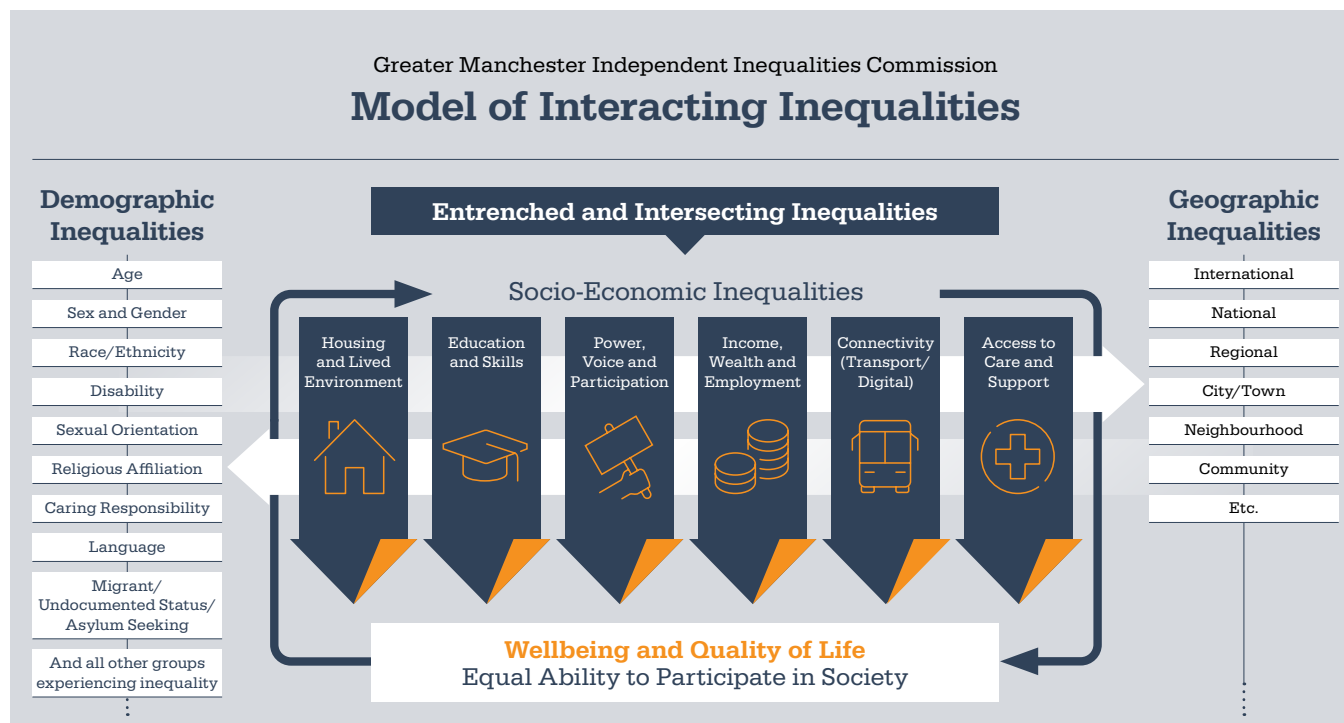 Greater Manchester Independent Inequalities Commission
Model of Interacting Inequalities
Demographic
Inequalities
Age
Sex and Gender
Race/Ethnicity
Disability
Sexual Orientation
Religious Affiliation
Caring Responsibility
Language
Migrant/
Undocumented Status/
Asylum Seeking
And all other groups
experiencing inequality
Entrenched and Intersecting Inequalities
Socio-Economic Inequalities
Housing
and Lived
Environment
Education
and Skills
Power,
Voice and
Participation
Income,
Wealth and
Employment
Connectivity
(Transport/
Digital)
Access to
Care and
Support
Wellbeing and Quality of Life
Equal Ability to Participate in Society
Geographic
Inequalities
International
National
Regional
City/Town
Neighbourhood
Community
Etc.